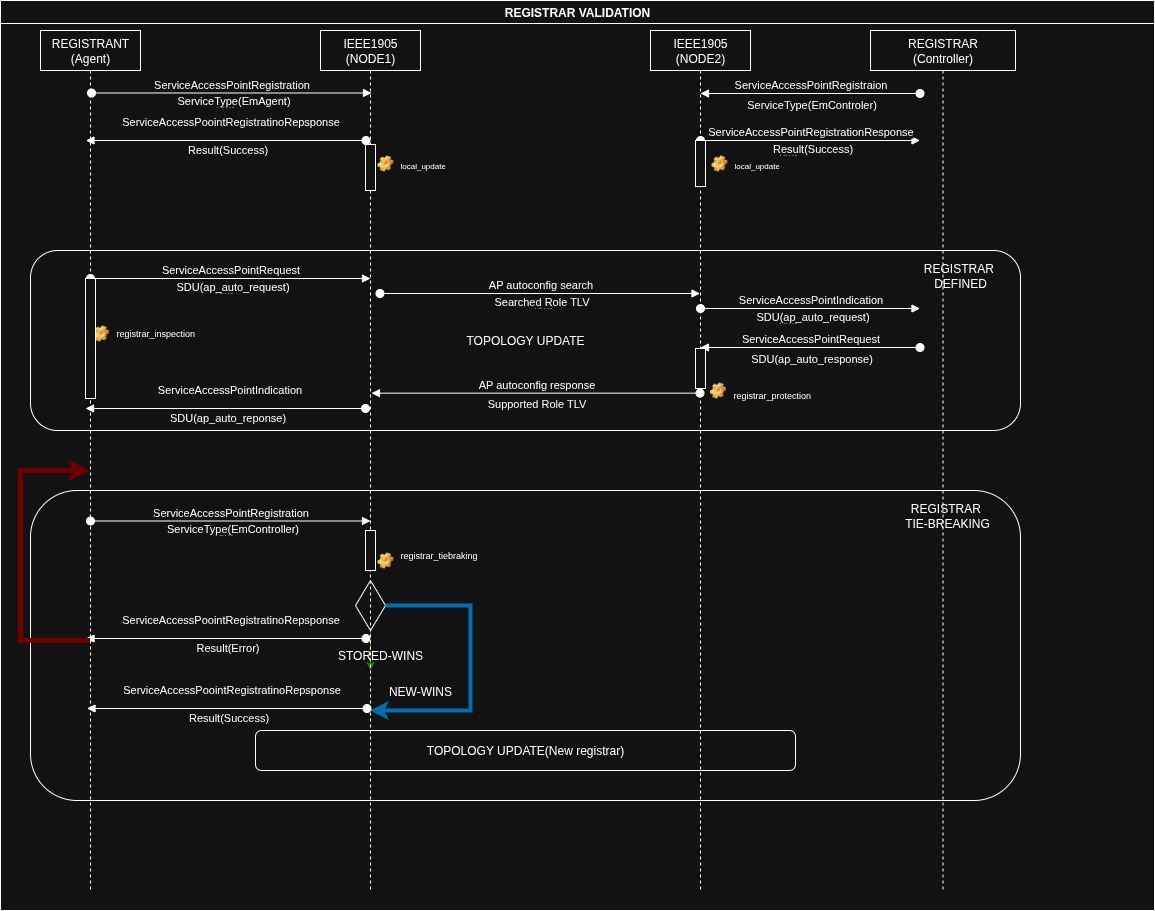 REGISTRAR VALIDATION
REGISTRANT
(Agent)
IEEE1905
(NODE1)
IEEE1905
(NODE2)
REGISTRAR
(Controller)
ServiceAccessPointRegistration
ServiceType(EmAgent)
ServiceAccessPointRegistraion
ServiceType(EmControler)
ServiceAccessPoointRegistratinoRepsponse
Result(Success)
ServiceAccessPointRegistrationResponse
Result(Success)
local_update
local_update
REGISTRAR
DEFINED
ServiceAccessPointRequest
SDU(ap_auto_request)
AP autoconfig search
Searched Role TLV
ServiceAccessPointIndication
SDU(ap_auto_request)
registrar_inspection
TOPOLOGY UPDATE
ServiceAccessPointRequest
SDU(ap_auto_response)
AP autoconfig response
Supported Role TLV
registrar_protection
ServiceAccessPointIndication
SDU(ap_auto_reponse)
REGISTRAR
TIE-BREAKING
ServiceAccessPointRegistration
ServiceType(EmController)
registrar_tiebraking
ServiceAccessPoointRegistratinoRepsponse
Result(Error)
STORED-WINS
ServiceAccessPoointRegistratinoRepsponse
Result(Success)
NEW-WINS
TOPOLOGY UPDATE(New registrar)